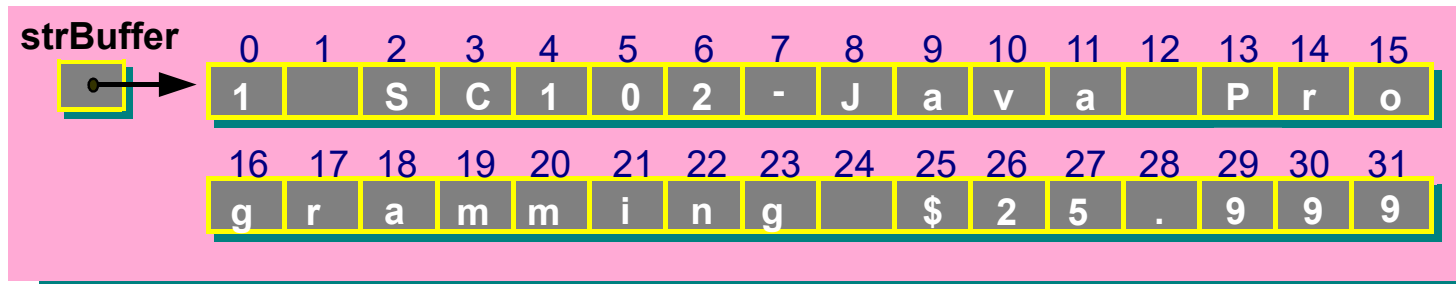 strBuffer
0 1 2 3 4 5 6 7 8 9 10 11 12 13 14 15
1 S C 1 0 2 - J a v a P r o
16 17 18 19 20 21 22 23 24 25 26 27 28 29 30 31
g r a m m i n g $ 2 5 . 9 9 9